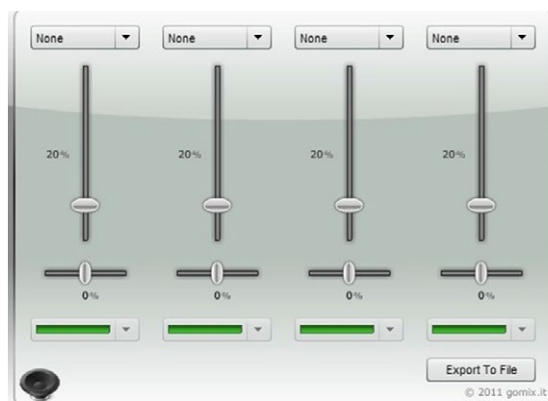 None None None None
20% 20% 20% 20%
0% 0% 0% 0%
Export To File
© 2011 gomix.it